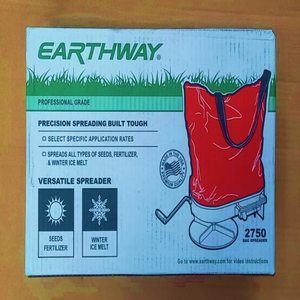 EARTHWAY®
PROFESSIONAL GRADE
PRECISION SPREADING BUILT TOUGH
• SELECT SPECIFIC APPLICATION RATES
• SPREADS ALL TYPES OF SEEDS, FERTILIZER,
& WINTER ICE MELT
VERSATILE SPREADER
SEEDS
FERTILIZER
WINTER
ICE MELT
2750
BAG SPREADER
Go to www.earthway.com for video instructions